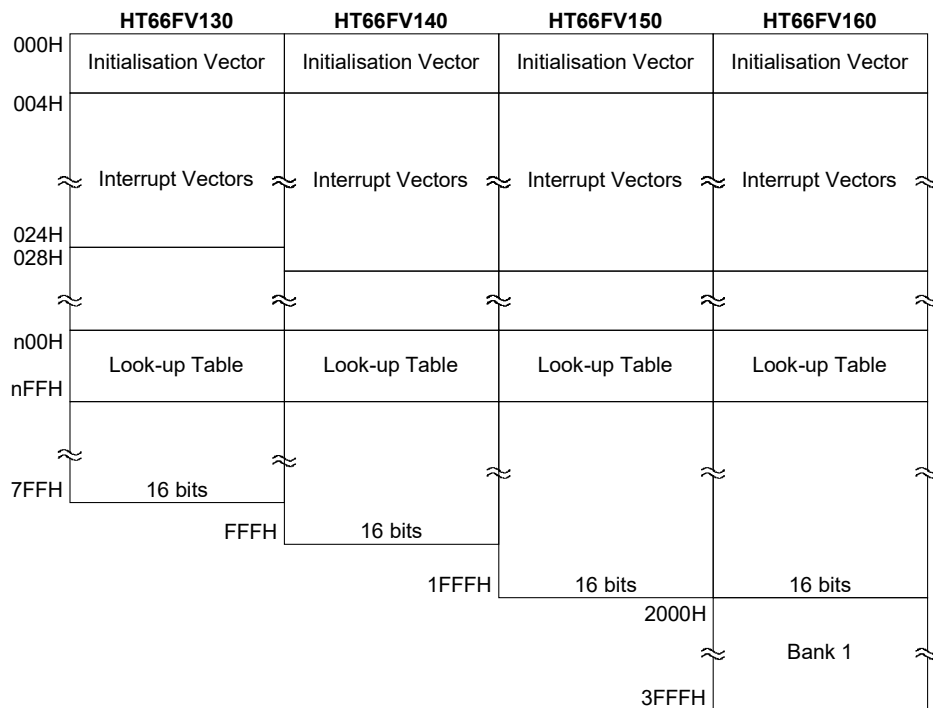 HT66FV130 HT66FV140 HT66FV150 HT66FV160
000H
Initialisation Vector Initialisation Vector Initialisation Vector Initialisation Vector
004H
Interrupt Vectors Interrupt Vectors Interrupt Vectors Interrupt Vectors
024H
028H
n00H
Look-up Table Look-up Table Look-up Table Look-up Table
nFFH
7FFH 16 bits
FFFH 16 bits
1FFFH 16 bits 16 bits
2000H
Bank 1
3FFFH